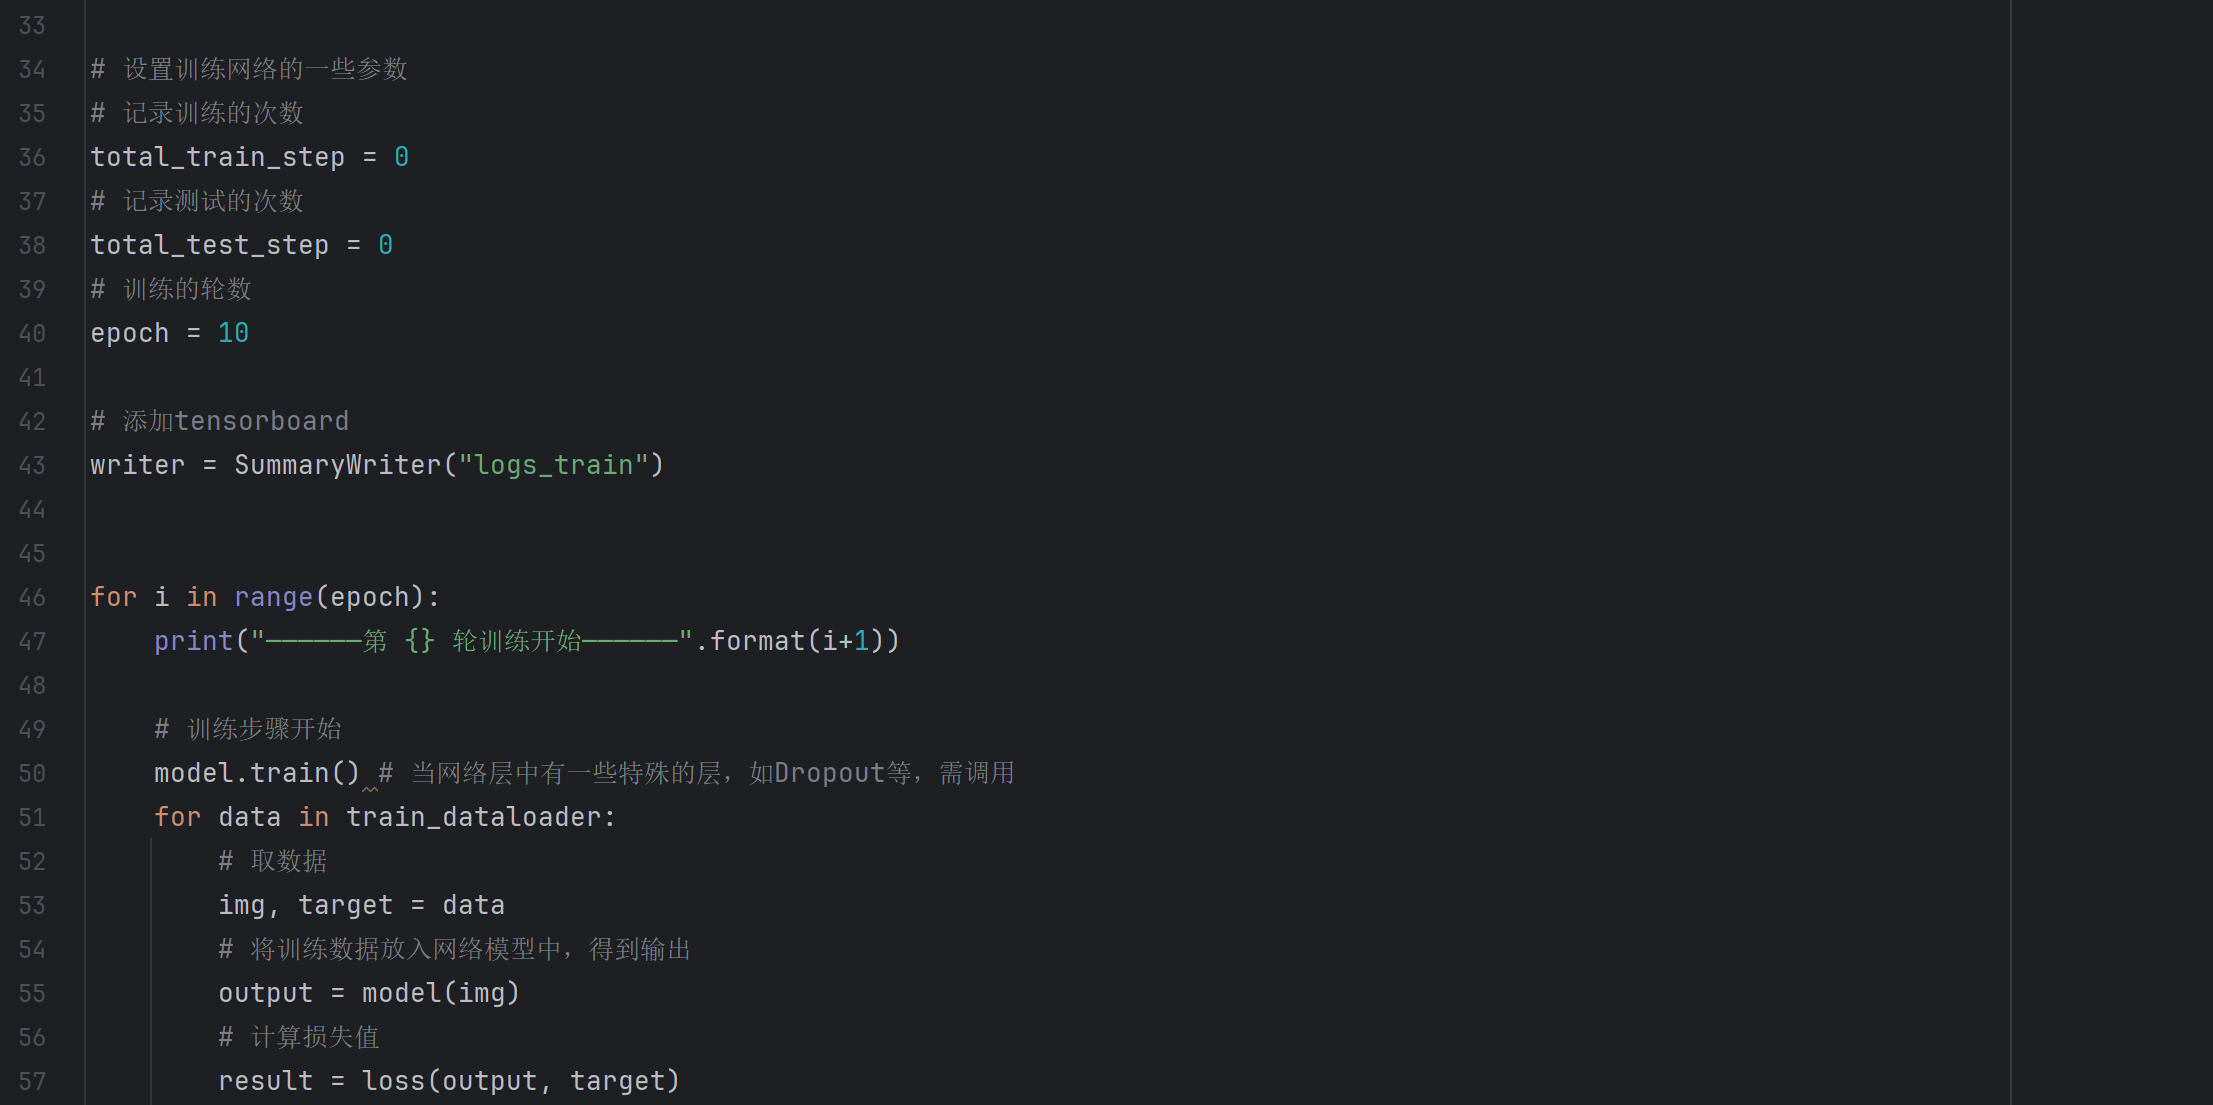 33
34 # 设置训练网络的一些参数
35 # 记录训练的次数
36 total_train_step = 0
37 # 记录测试的次数
38 total_test_step = 0
39 # 训练的轮数
40 epoch = 10
41
42 # 添加tensorboard
43 writer = SummaryWriter("logs_train")
44
45
46 for i in range(epoch):
47     print("——————第 {} 轮训练开始——————".format(i+1))
48
49     # 训练步骤开始
50     model.train() # 当网络层中有一些特殊的层，如Dropout等，需调用
51     for data in train_dataloader:
52         # 取数据
53         img, target = data
54         # 将训练数据放入网络模型中，得到输出
55         output = model(img)
56         # 计算损失值
57         result = loss(output, target)